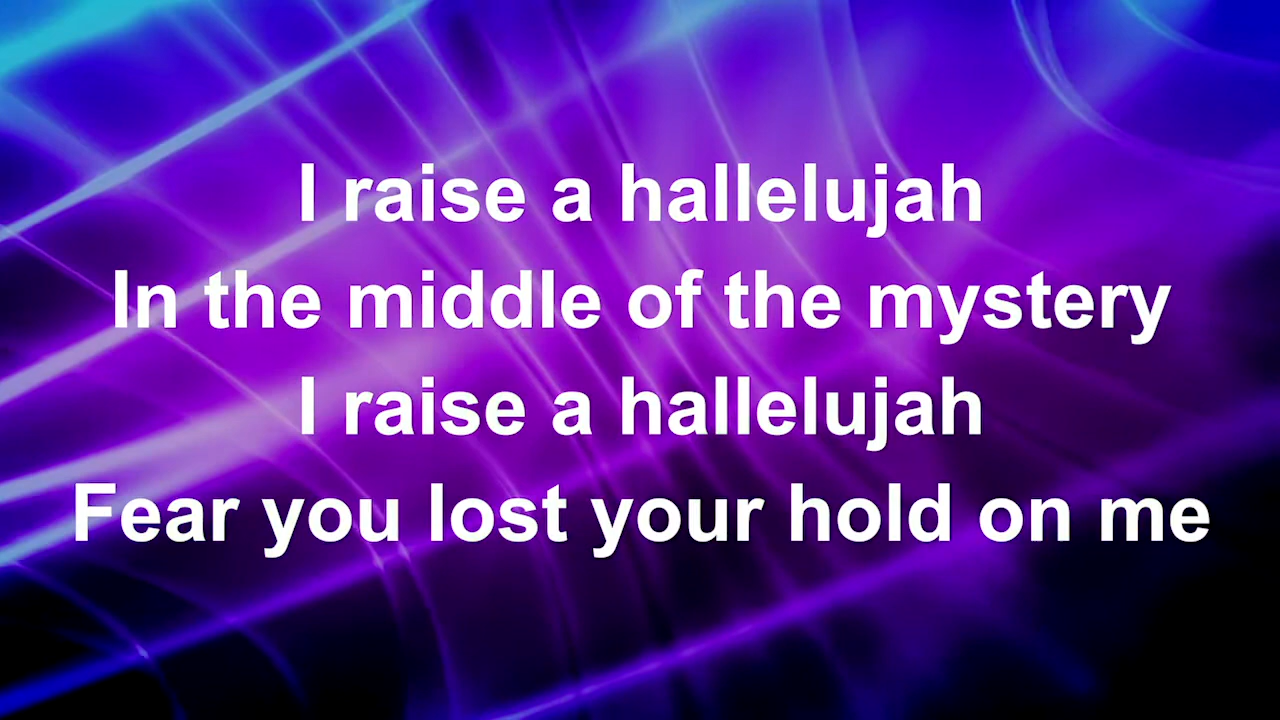 I raise a hallelujah
In the middle of the mystery
I raise a hallelujah
Fear you lost your hold on me